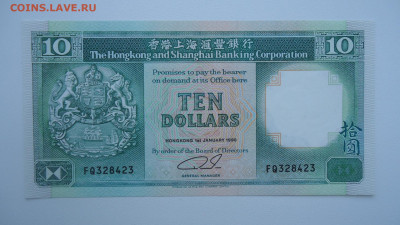 COINS.LAVE.RU
10 香港上海滙豐銀行 10
The Hongkong and Shanghai Banking Corporation
Promises to pay the bearer
on demand at its Office here
TEN
DOLLARS
HONGKONG 1st JANUARY
By order of the Board of Directors
拾圓
GENERAL MANAGER
FQ328423 FQ328423